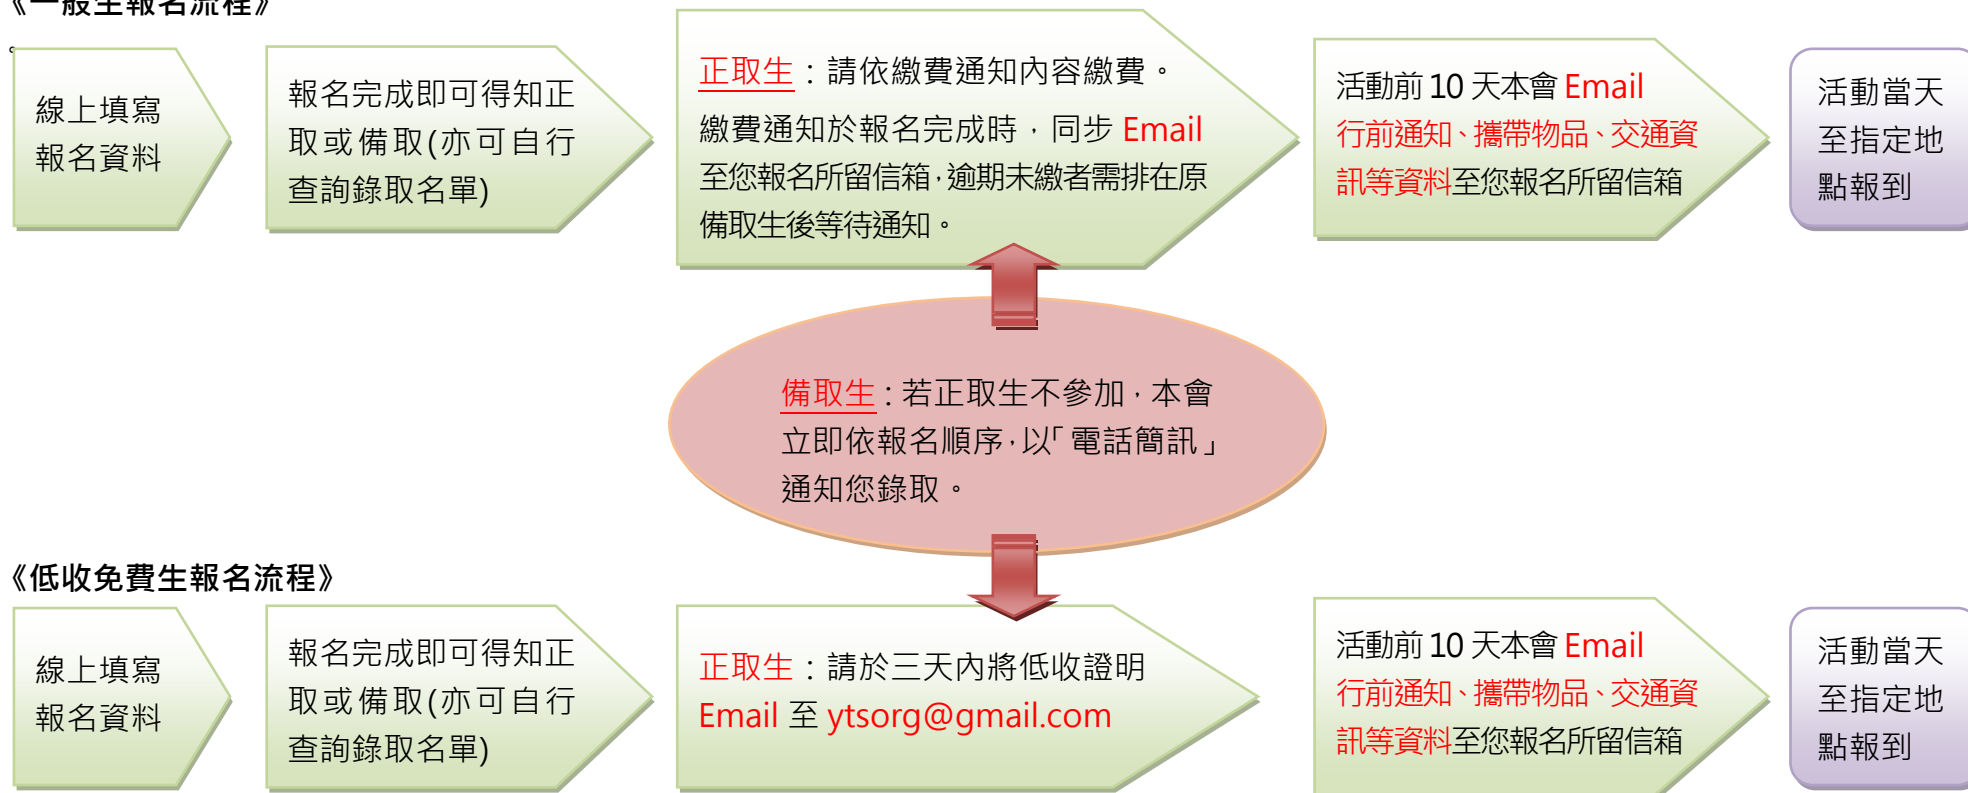 《一般生報名流程》
。
線上填寫
報名資料
報名完成即可得知正
取或備取(亦可自行
查詢錄取名單)
正取生：請依繳費通知內容繳費。
繳費通知於報名完成時，同步 Email
至您報名所留信箱，逾期未繳者需排在原
備取生後等待通知。
活動前 10 天本會 Email
行前通知、攜帶物品、交通資
訊等資料至您報名所留信箱
活動當天
至指定地
點報到
備取生：若正取生不參加，本會
立即依報名順序，以「電話簡訊」
通知您錄取。
《低收免費生報名流程》
線上填寫
報名資料
報名完成即可得知正
取或備取(亦可自行
查詢錄取名單)
正取生：請於三天內將低收證明
Email 至 ytsorg@gmail.com
活動前 10 天本會 Email
行前通知、攜帶物品、交通資
訊等資料至您報名所留信箱
活動當天
至指定地
點報到